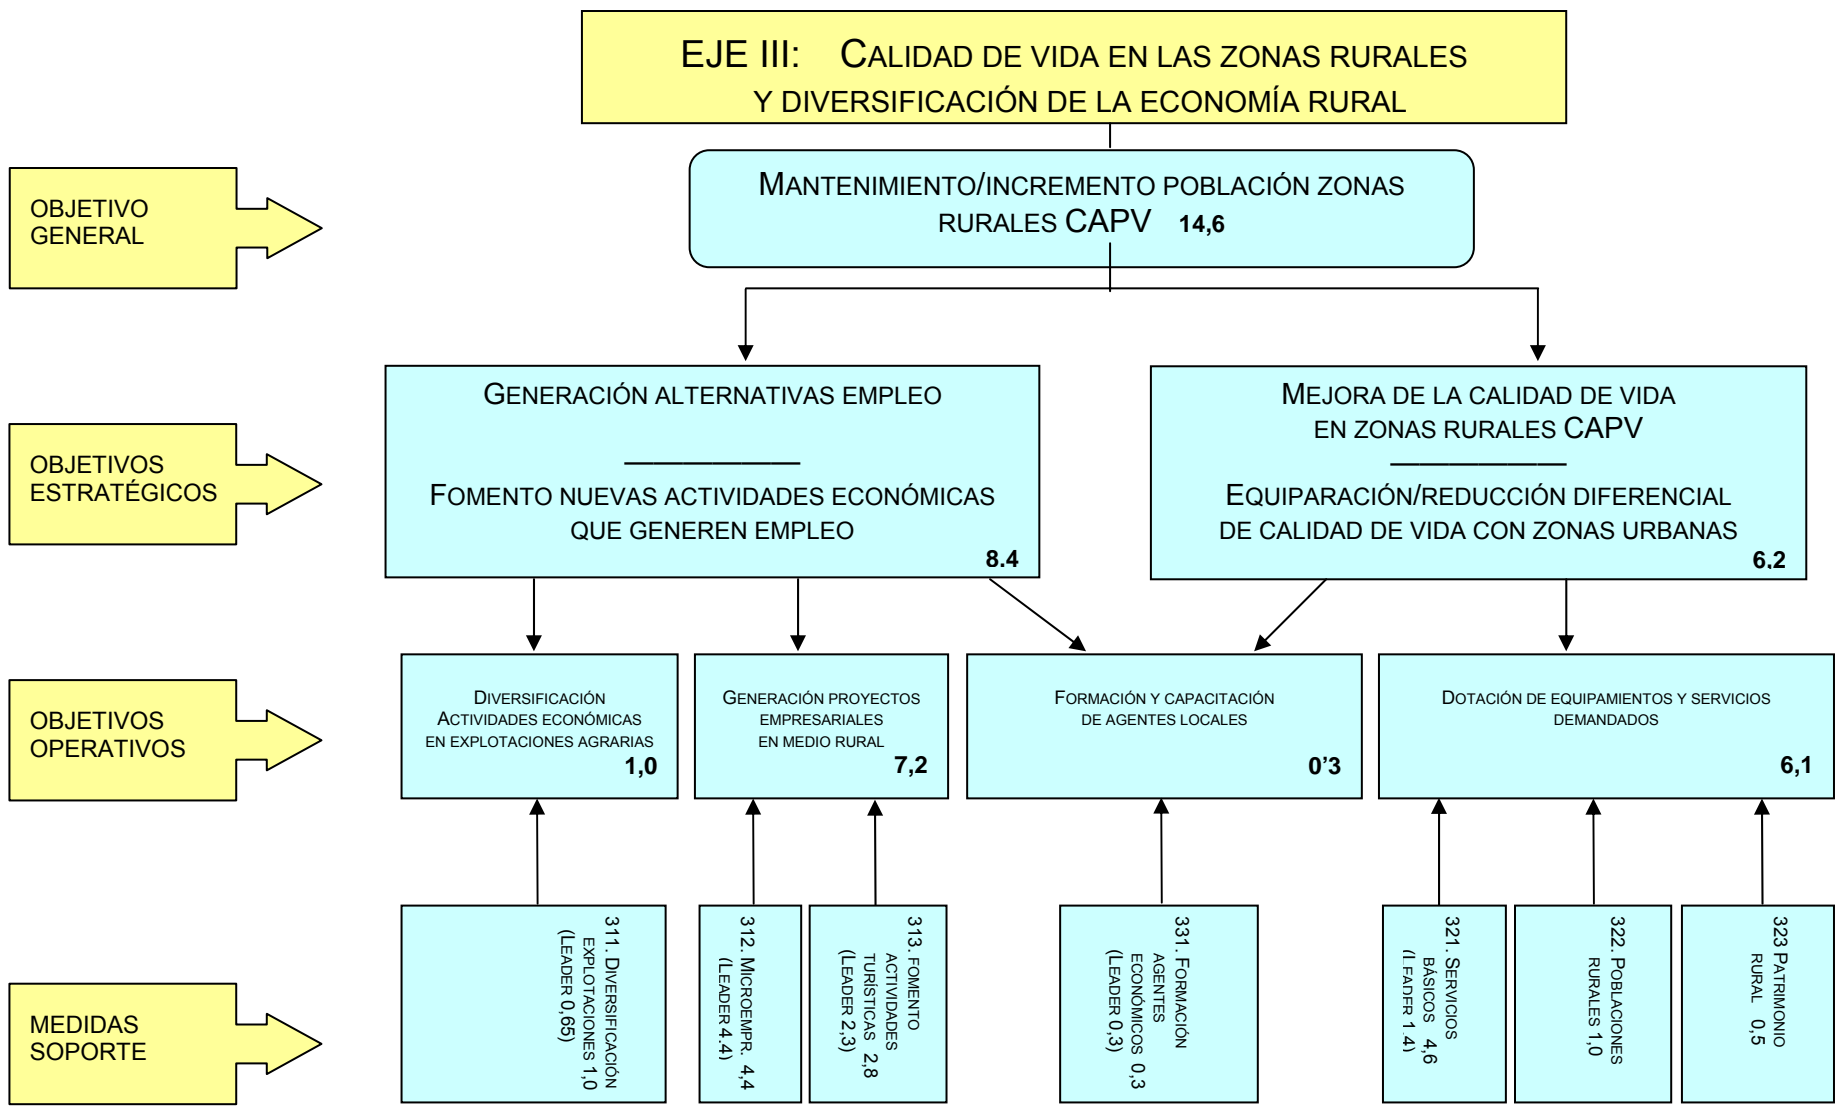 EJE III: CALIDAD DE VIDA EN LAS ZONAS RURALES
Y DIVERSIFICACIÓN DE LA ECONOMÍA RURAL
OBJETIVO
GENERAL
MANTENIMIENTO/INCREMENTO POBLACIÓN ZONAS
RURALES CAPV 14,6
OBJETIVOS
ESTRATÉGICOS
GENERACIÓN ALTERNATIVAS EMPLEO
FOMENTO NUEVAS ACTIVIDADES ECONÓMICAS
QUE GENEREN EMPLEO
8.4
MEJORA DE LA CALIDAD DE VIDA
EN ZONAS RURALES CAPV
EQUIPARACIÓN/REDUCCIÓN DIFERENCIAL
DE CALIDAD DE VIDA CON ZONAS URBANAS
6,2
OBJETIVOS
OPERATIVOS
DIVERSIFICACIÓN
ACTIVIDADES ECONÓMICAS
EN EXPLOTACIONES AGRARIAS
1,0
GENERACIÓN PROYECTOS
EMPRESARIALES
EN MEDIO RURAL
7,2
FORMACIÓN Y CAPACITACIÓN
DE AGENTES LOCALES
0’3
DOTACIÓN DE EQUIPAMIENTOS Y SERVICIOS
DEMANDADOS
6,1
MEDIDAS
SOPORTE
311. DIVERSIFICACIÓN
EXPLOTACIONES 1,0
(LEADER 0,65)
312. MICROEMPR. 4,4
(LEADER 4.4)
313. FOMENTO
ACTIVIDADES
TURÍSTICAS 2,8
(LEADER 2,3)
331. FORMACIÓN
AGENTES
ECONÓMICOS 0,3
(LEADER 0,3)
321. SERVICIOS
BÁSICOS 4,6
(LEADER 1.4)
322. POBLACIONES
RURALES 1,0
323 PATRIMONIO
RURAL 0,5